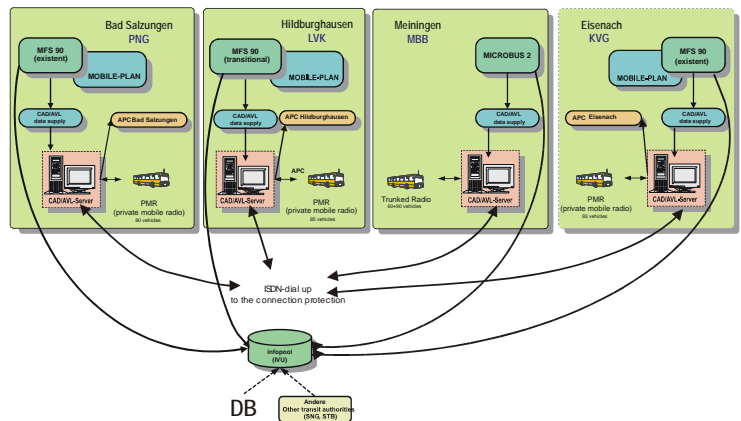 Bad Salzungen
PNG
MFS 90
(existent)
MOBILE-PLAN
CAD/AVL
data supply
APC Bad Salzungen
CAD/AVL-Server
PMR
(private mobile radio)
80 vehicles
Hildburghausen
LVK
MFS 90
(transitional)
MOBILE-PLAN
CAD/AVL
data supply
APC Hildburghausen
APC
CAD/AVL-Server
PMR
(private mobile radio)
85 vehicles
Meiningen
MBB
MICROBUS 2
CAD/AVL
data supply
Trunked Radio
60+90 vehicles
CAD/AVL-Server
Eisenach
KVG
MFS 90
(existent)
MOBILE-PLAN
APC Eisenach
CAD/AVL
data supply
PMR
(private mobile radio)
93 vehicles
CAD/AVL-Server
ISDN-dial up
to the connection protection
infopool
(IVU)
DB
Andere
Other transit authorities
(SNG, STB)